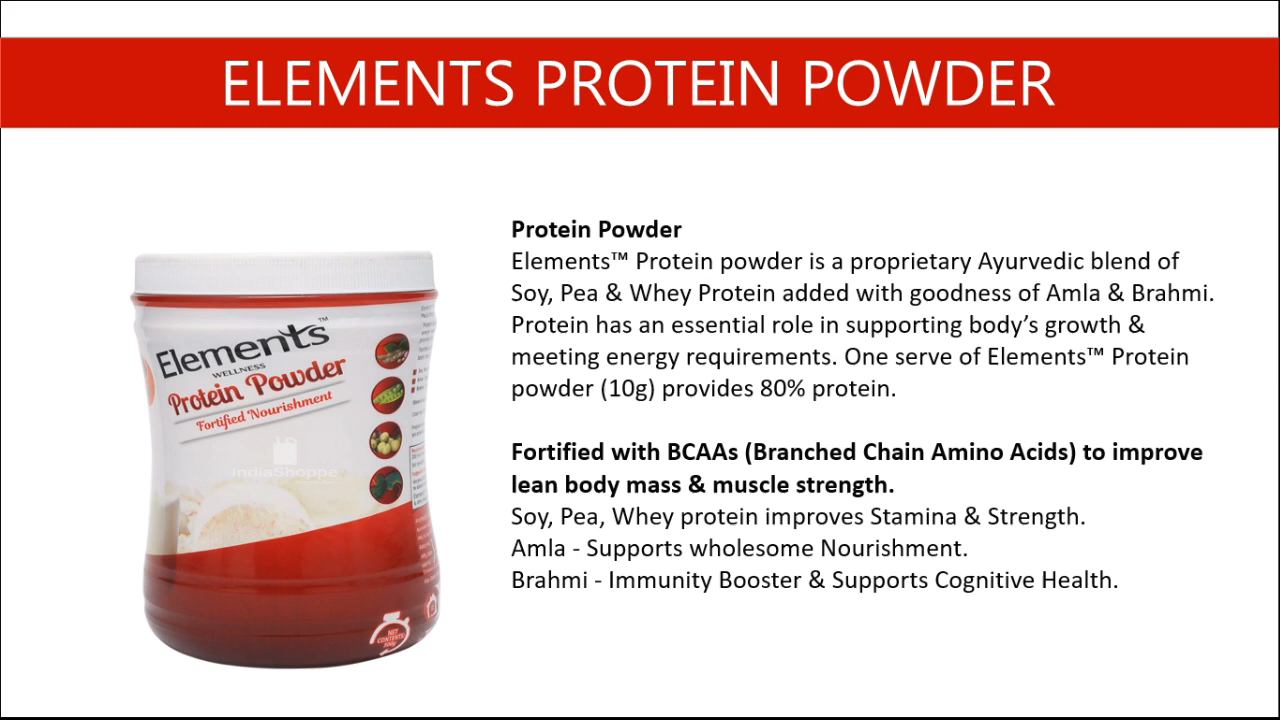 ELEMENTS PROTEIN POWDER
Elements™
WELLNESS
Protein Powder
Fortified Nourishment
IndiaShoppe
NET
CONTENTS
Protein Powder
Elements™ Protein powder is a proprietary Ayurvedic blend of
Soy, Pea & Whey Protein added with goodness of Amla & Brahmi.
Protein has an essential role in supporting body’s growth &
meeting energy requirements. One serve of Elements™ Protein
powder (10g) provides 80% protein.
Fortified with BCAAs (Branched Chain Amino Acids) to improve
lean body mass & muscle strength.
Soy, Pea, Whey protein improves Stamina & Strength.
Amla - Supports wholesome Nourishment.
Brahmi - Immunity Booster & Supports Cognitive Health.